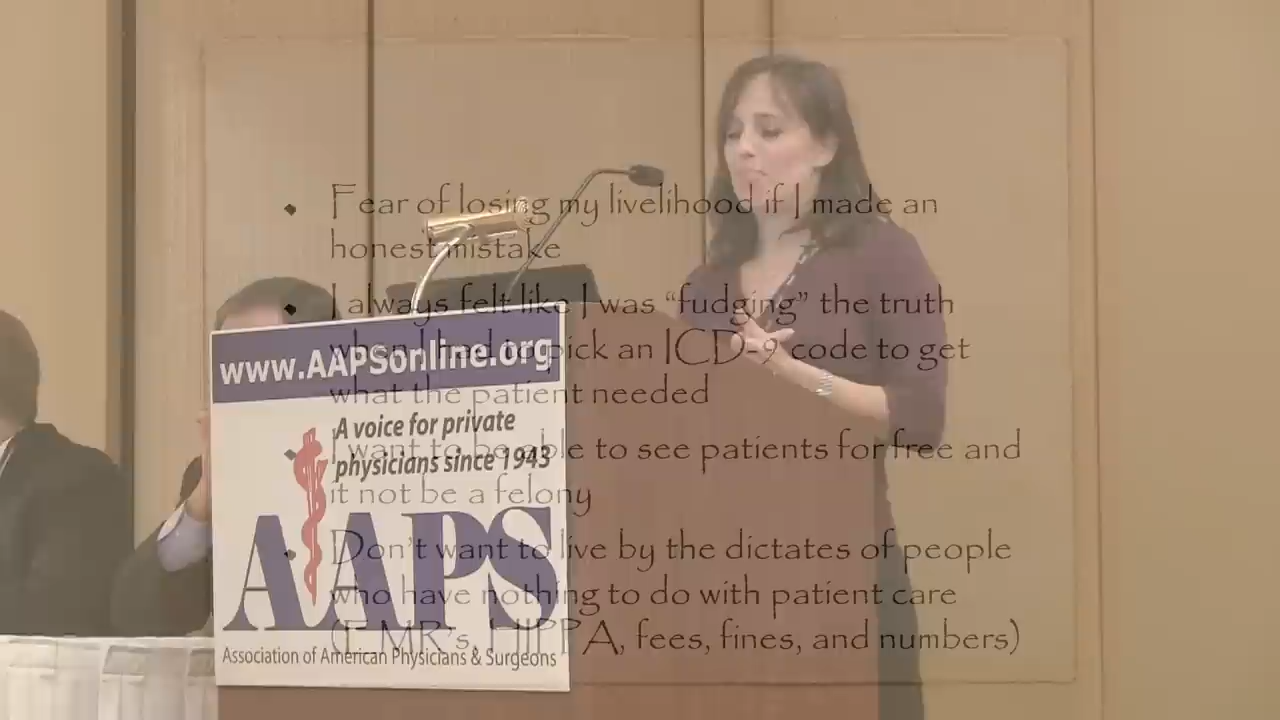 • Fear of losing my livelihood if I made an
honest mistake
• I always felt like I was “fudging” the truth
when I had to pick an ICD-9 code to get
what the patient needed
• I want to be able to see patients for free and
it not be a felony
• Don't want to live by the dictates of people
who have nothing to do with patient care
(EMR's, HIPPA, fees, fines, and numbers)
www.AAPSonline.org
A voice for private
physicians since 1943
AAPS
Association of American Physicians & Surgeons